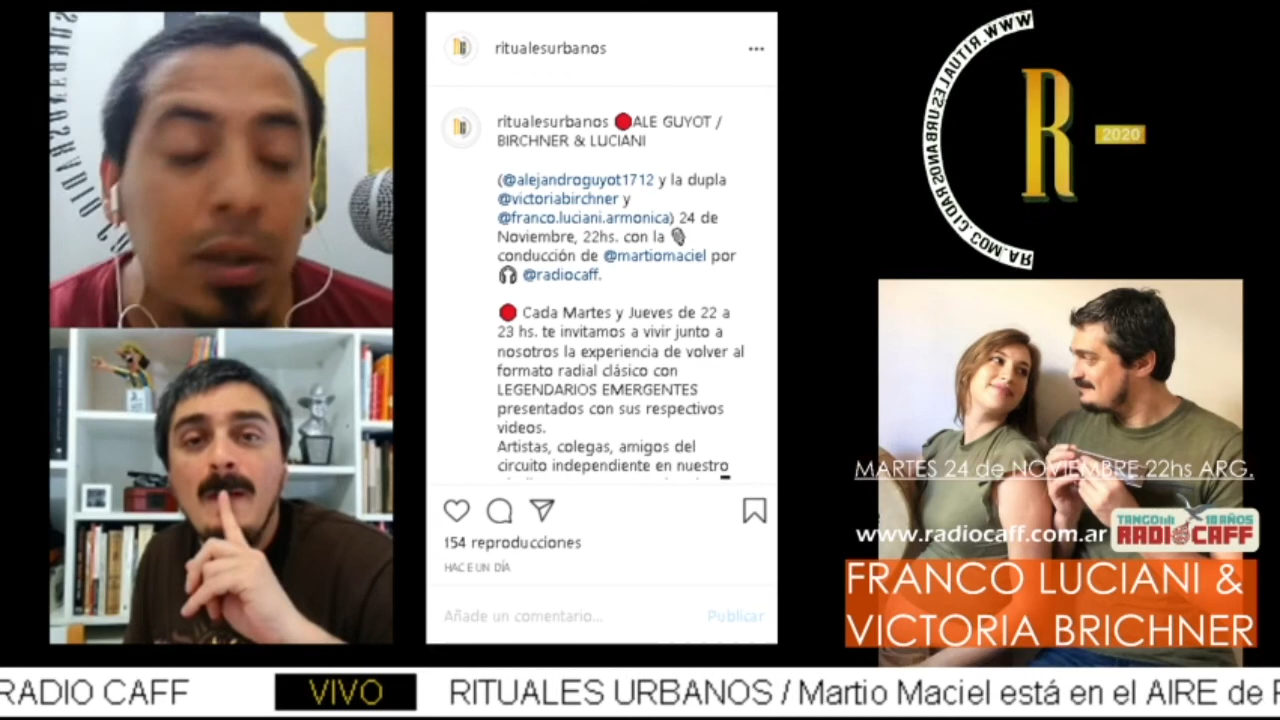 ritualesurbanos
ritualesurbanos 🔴ALE GUYOT /
BIRCHNER & LUCIANI
(@alejandroguyot1712 y la dupla
@victoriabirchner y
@franco.luciani.armonica) 24 de
Noviembre, 22hs. con la 🎙
conducción de @martiomaciel por
🎧 @radiocaff.
🔴 Cada Martes y Jueves de 22 a
23 hs. te invitamos a vivir junto a
nosotros la experiencia de volver al
formato radial clásico con
LEGENDARIOS EMERGENTES
presentados con sus respectivos
videos.
Artistas, colegas, amigos del
circuito independiente en nuestro
154 reproducciones
HACE UN DÍA
Añade un comentario...
Publicar
WWW.RITUALESURBANOSRADIO.COM.AR
R
2020
MARTES 24 de NOVIEMBRE 22hs ARG.
www.radiocaff.com.ar
TANGO 10 AÑOS
RADIO CAFF
FRANCO LUCIANI &
VICTORIA BRICHNER
RADIO CAFF VIVO RITUALES URBANOS / Martio Maciel está en el AIRE de